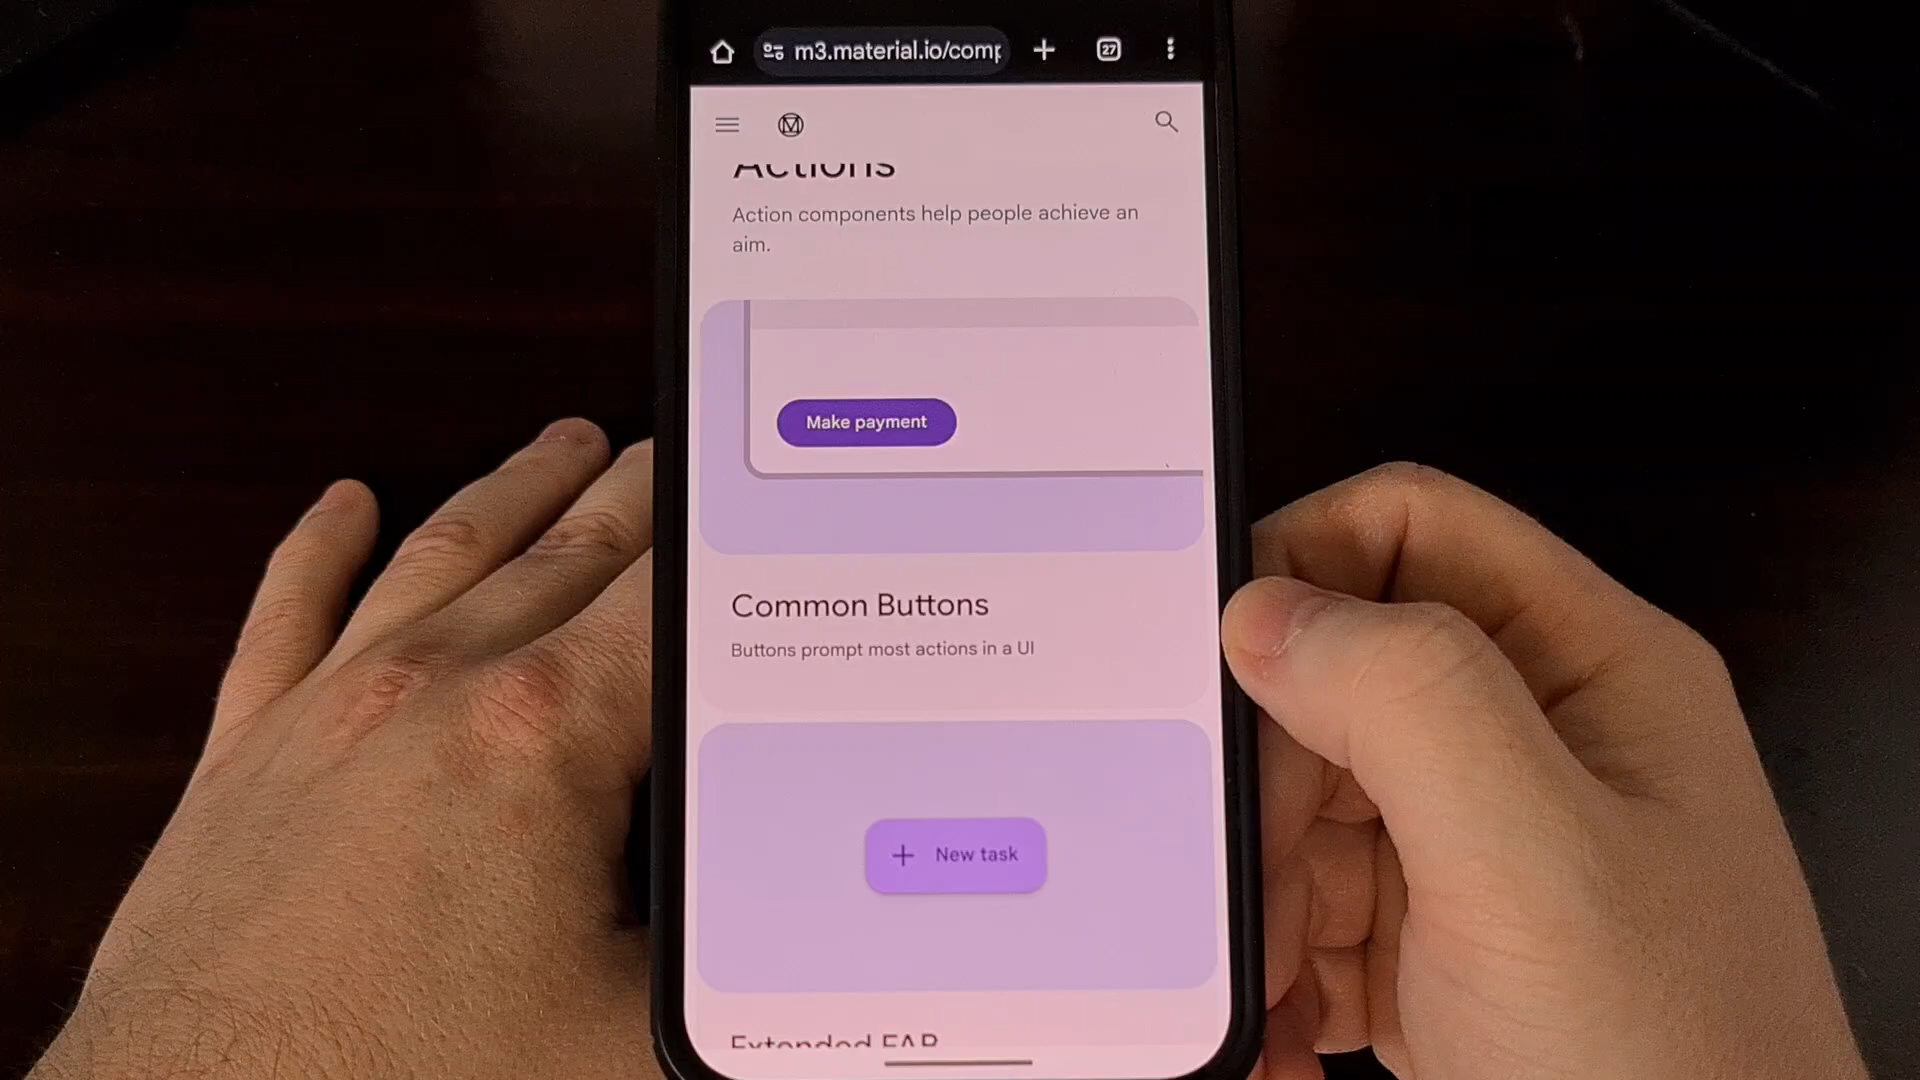 m3.material.io/comp
27
Actions
Action components help people achieve an
aim.
Make payment
Common Buttons
Buttons prompt most actions in a UI
+ New task
Extended FAB